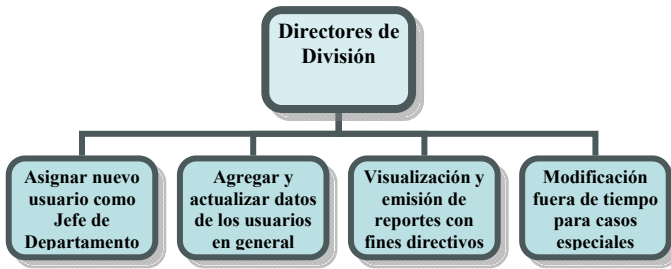 Directores de
División
Asignar nuevo
usuario como
Jefe de
Departamento
Agregar y
actualizar datos
de los usuarios
en general
Visualización y
emisión de
reportes con
fines directivos
Modificación
fuera de tiempo
para casos
especiales